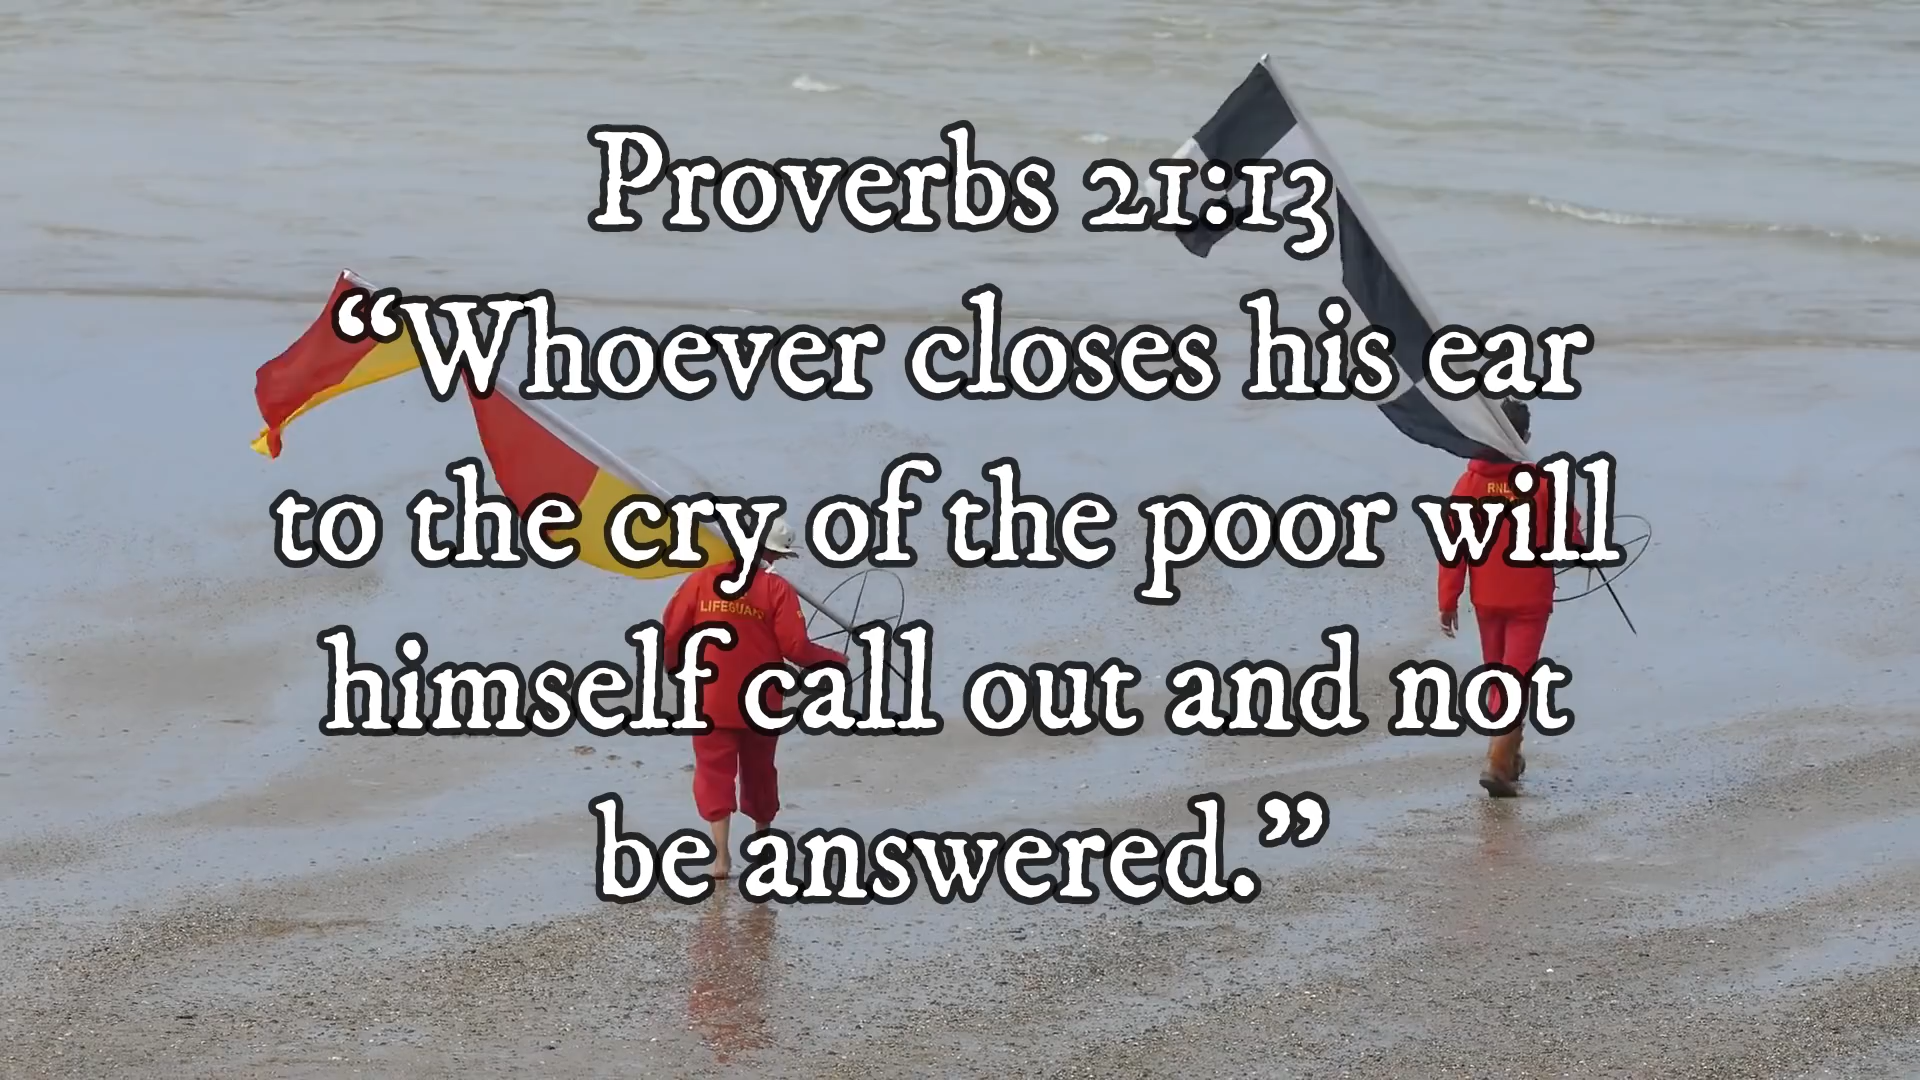 Proverbs 21:13
“Whoever closes his ear
to the cry of the poor will
himself call out and not
be answered.”
LIFEGUARD